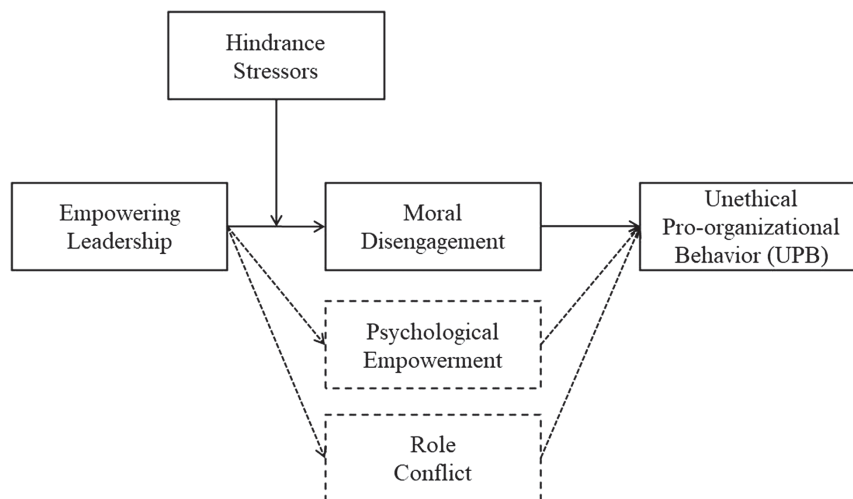 Hindrance
Stressors
Empowering
Leadership
Moral
Disengagement
Unethical
Pro-organizational
Behavior (UPB)
Psychological
Empowerment
Role
Conflict